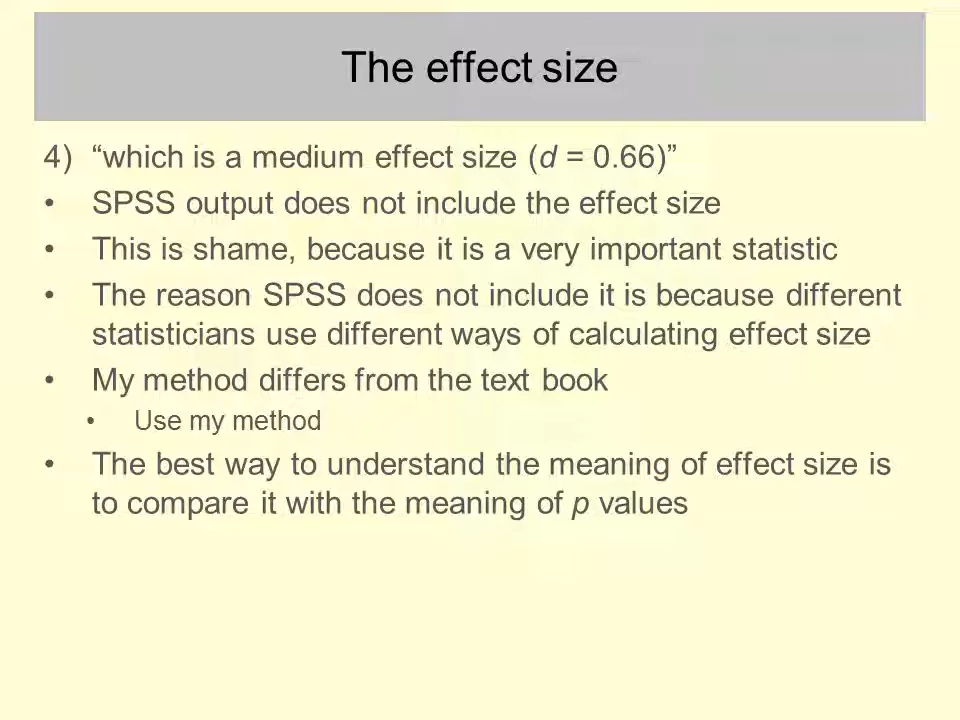 The effect size
4) “which is a medium effect size (d = 0.66)”
• SPSS output does not include the effect size
• This is shame, because it is a very important statistic
• The reason SPSS does not include it is because different
statisticians use different ways of calculating effect size
• My method differs from the text book
• Use my method
• The best way to understand the meaning of effect size is
to compare it with the meaning of p values